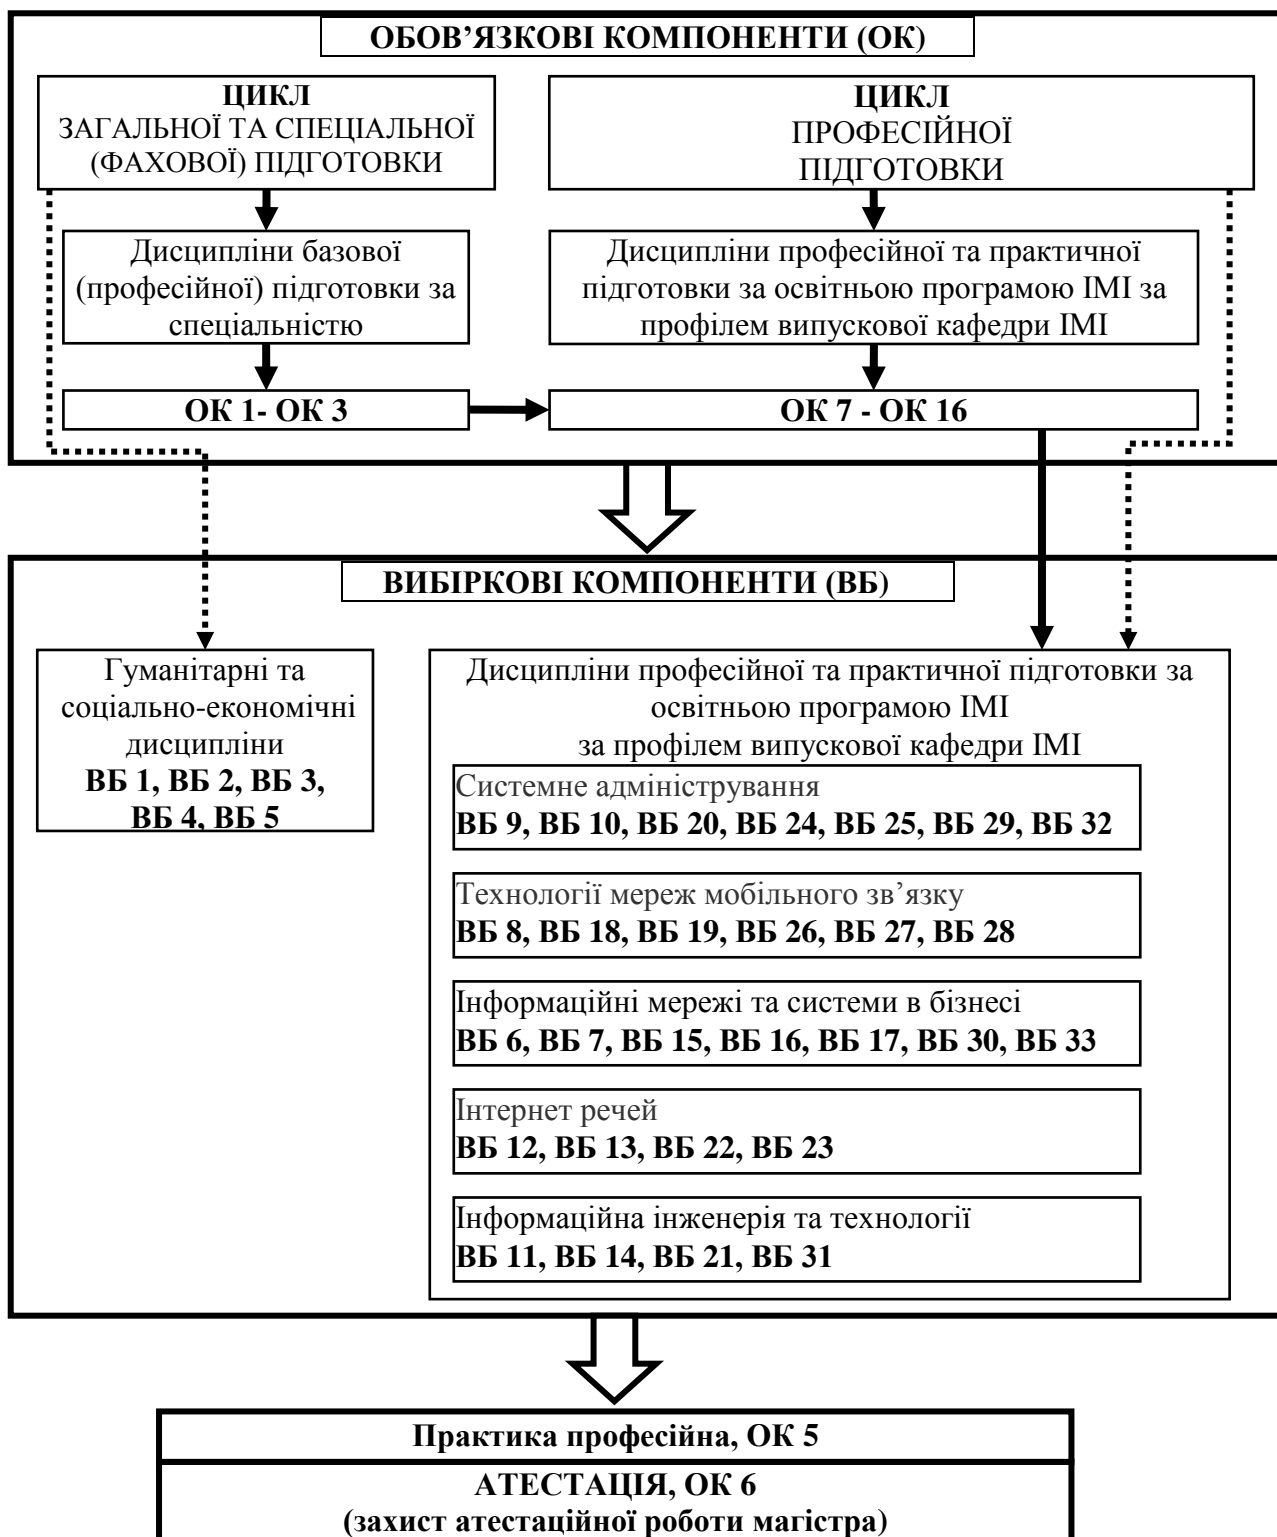 ОБОВ’ЯЗКОВІ КОМПОНЕНТИ (ОК)
ЦИКЛ
ЗАГАЛЬНОЇ ТА СПЕЦІАЛЬНОЇ
(ФАХОВОЇ) ПІДГОТОВКИ
ЦИКЛ
ПРОФЕСІЙНОЇ
ПІДГОТОВКИ
Дисципліни базової
(професійної) підготовки за
спеціальністю
Дисципліни професійної та практичної
підготовки за освітньою програмою ІМІ за
профілем випускової кафедри ІМІ
ОК 1- ОК 3
ОК 7 - ОК 16
ВИБІРКОВІ КОМПОНЕНТИ (ВБ)
Гуманітарні та
соціально-економічні
дисципліни
ВБ 1, ВБ 2, ВБ 3,
ВБ 4, ВБ 5
Дисципліни професійної та практичної підготовки за
освітньою програмою ІМІ
за профілем випускової кафедри ІМІ
Системне адміністрування
ВБ 9, ВБ 10, ВБ 20, ВБ 24, ВБ 25, ВБ 29, ВБ 32
Технології мереж мобільного зв’язку
ВБ 8, ВБ 18, ВБ 19, ВБ 26, ВБ 27, ВБ 28
Інформаційні мережі та системи в бізнесі
ВБ 6, ВБ 7, ВБ 15, ВБ 16, ВБ 17, ВБ 30, ВБ 33
Інтернет речей
ВБ 12, ВБ 13, ВБ 22, ВБ 23
Інформаційна інженерія та технології
ВБ 11, ВБ 14, ВБ 21, ВБ 31
Практика професійна, ОК 5
АТЕСТАЦІЯ, ОК 6
(захист атестаційної роботи магістра)